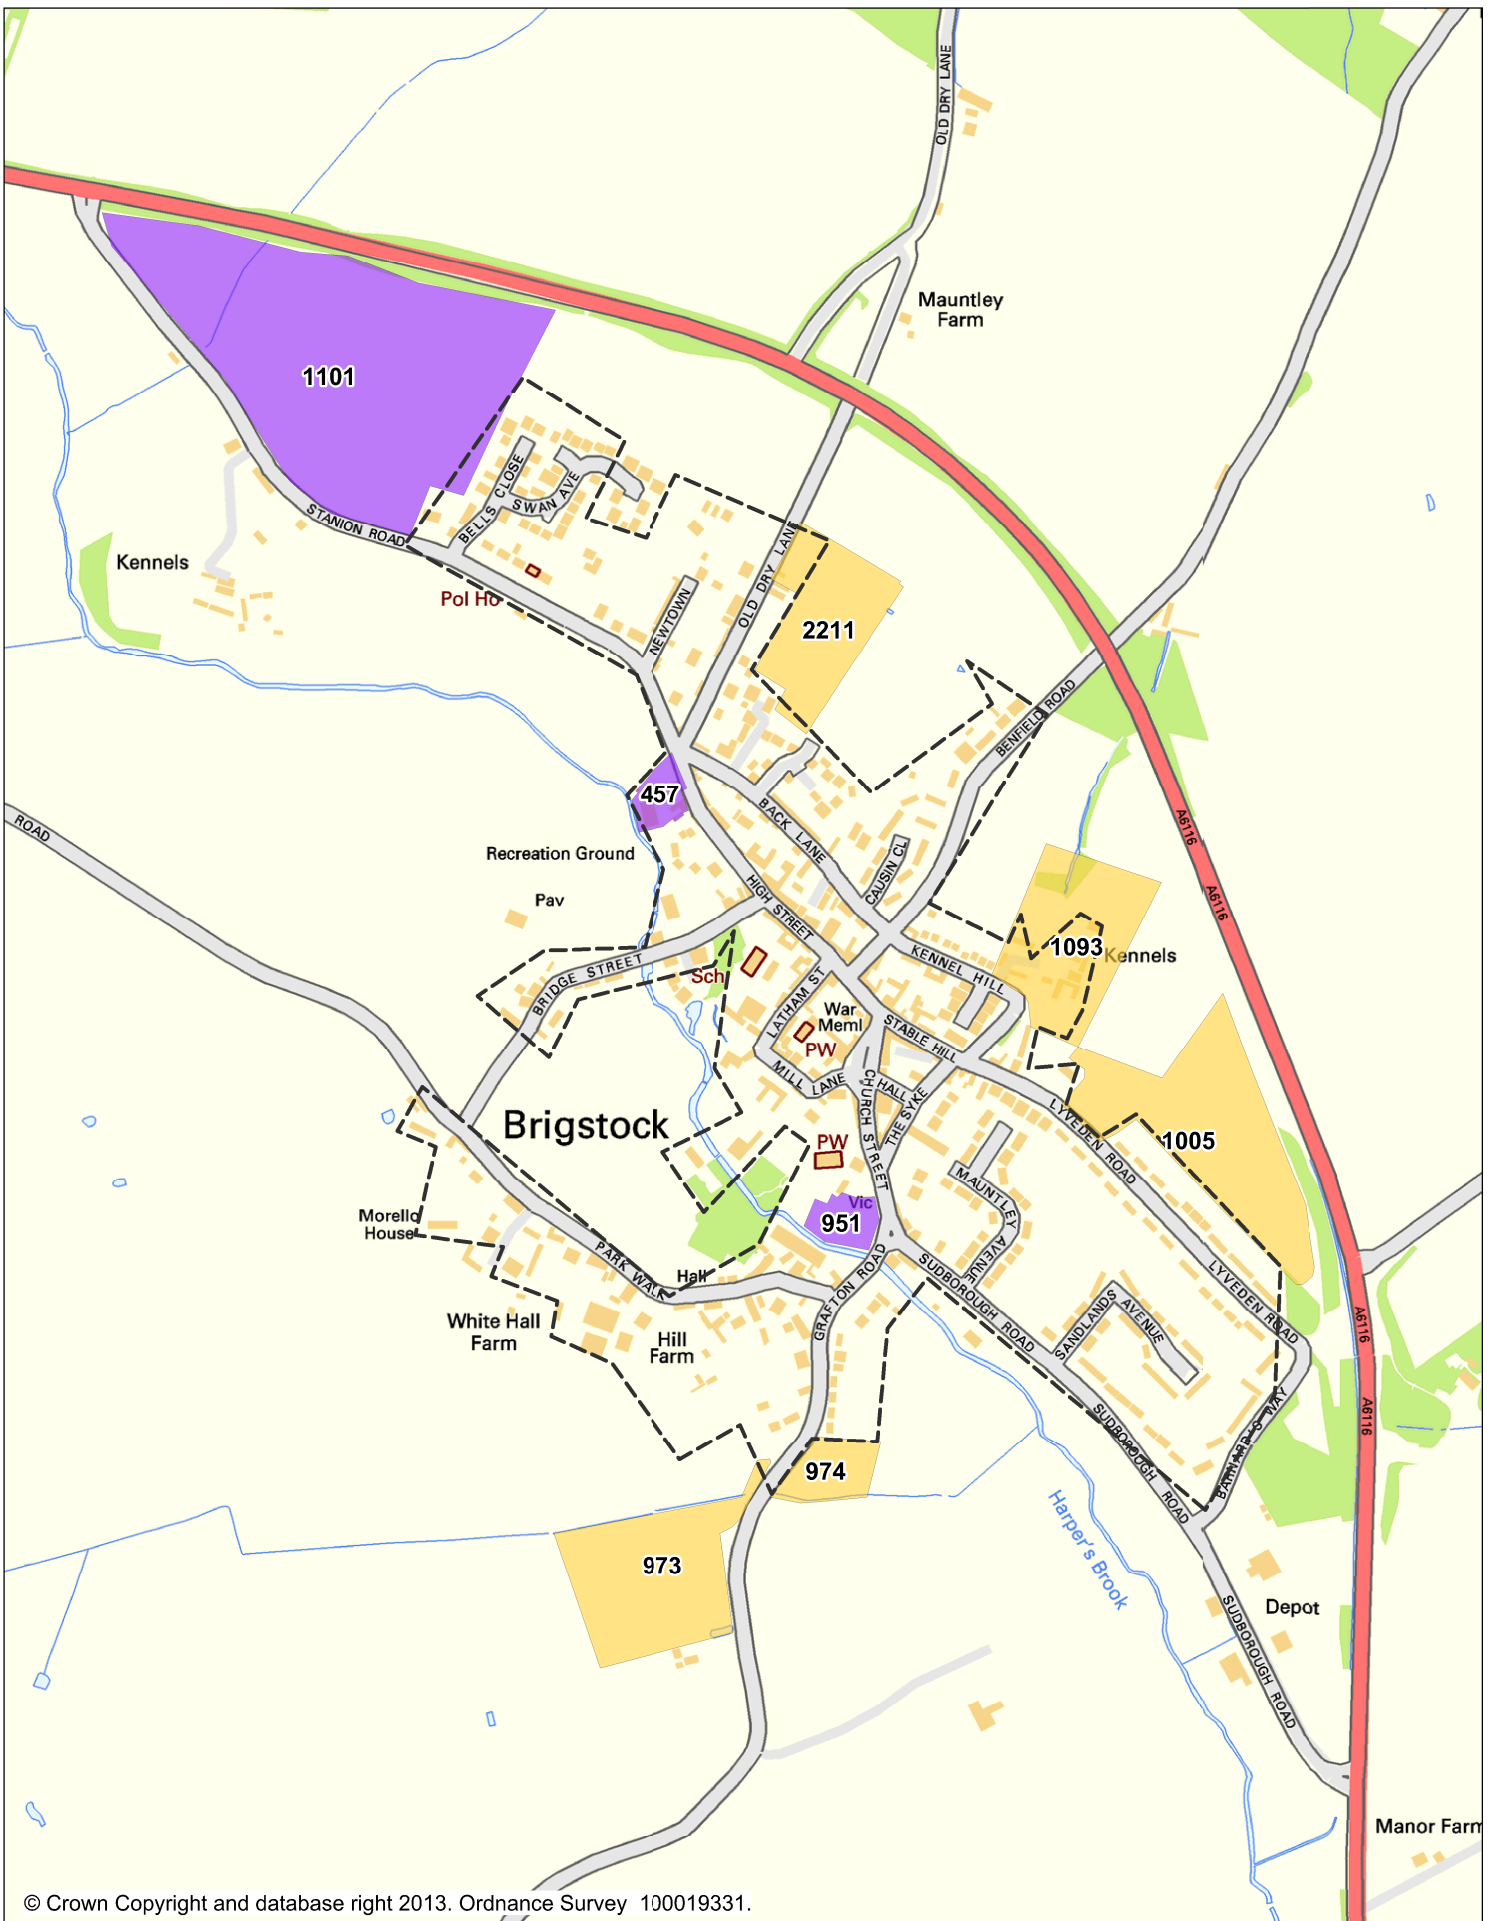 OLD DRY LANE
Mauntley
Farm
1101
BELLS CLOSE
SWAN AVE
STANION ROAD
Kennels
Pol Ho
NEWTOWN
OLD DRY LANE
2211
BENFIELD ROAD
457
BACK LANE
A6116
ROAD
Recreation Ground
Pav
CAUSIN CL
HIGH STREET
A6116
1093
Kennels
KENNEL HILL
BRIDGE STREET
Sch
LATHAM ST
War
Meml
PW
STABLE HILL
MILL LANE
HALL
CHURCH STREET
THE SYKE
Brigstock
LYVEDEN ROAD
PW
1005
MAUNTLEY AVENUE
Vic
951
Morello
House
PARK WALK
Hall
GRAFTON ROAD
SUDBOROUGH ROAD
LYVEDEN ROAD
SANDLANDS AVENUE
White Hall
Farm
Hill
Farm
A6116
A6116
SUDBOROUGH ROAD
BARNARD'S WAY
974
973
Harper's Brook
Depot
SUDBOROUGH ROAD
Manor Farm
© Crown Copyright and database right 2013. Ordnance Survey 100019331.